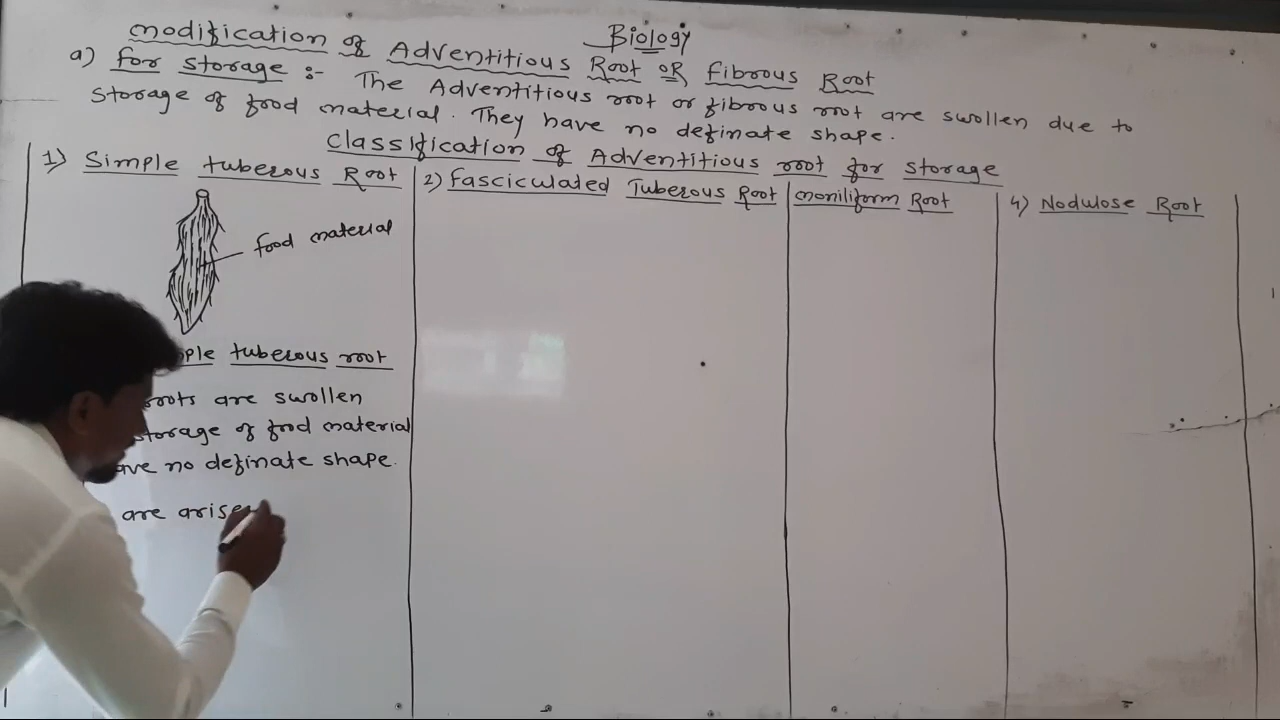 Biology
modification of Adventitious Root OR fibrous Root
a) for storage :- The Adventitious root or fibrous root are swollen due to
storage of food material. They have no definate shape.
Classification of Adventitious root for storage
1) Simple tuberous Root
2) fasciculated Tuberous Root
moniliform Root
4) Nodulose Root
food material
ple tuberous root
roots are swollen
storage of food material
ave no definate shape.
are arise